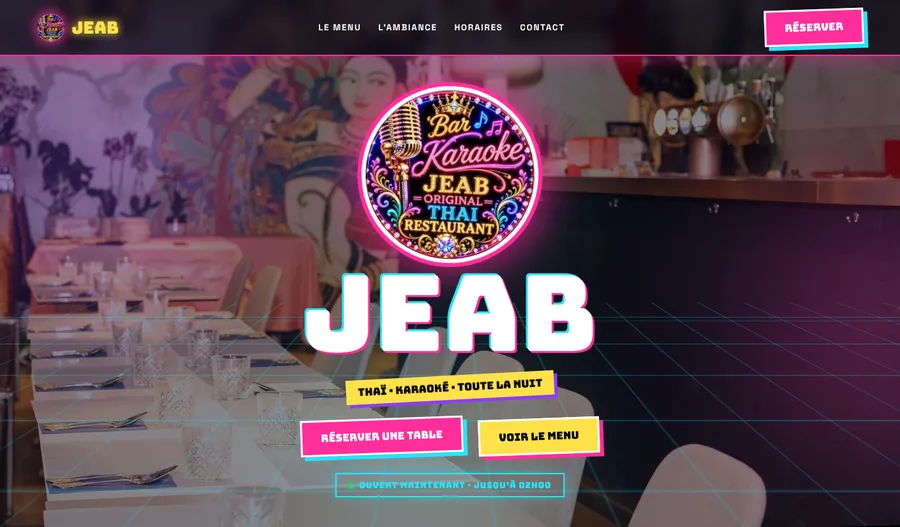 JEAB
LE MENU
L'AMBIANCE
HORAIRES
CONTACT
RÉSERVER
Bar
Karaoke
JEAB
ORIGINAL
THAI
RESTAURANT
JEAB
THAÏ • KARAOKÉ • TOUTE LA NUIT
RÉSERVER UNE TABLE
VOIR LE MENU
OUVERT MAINTENANT · JUSQU'À 02H00